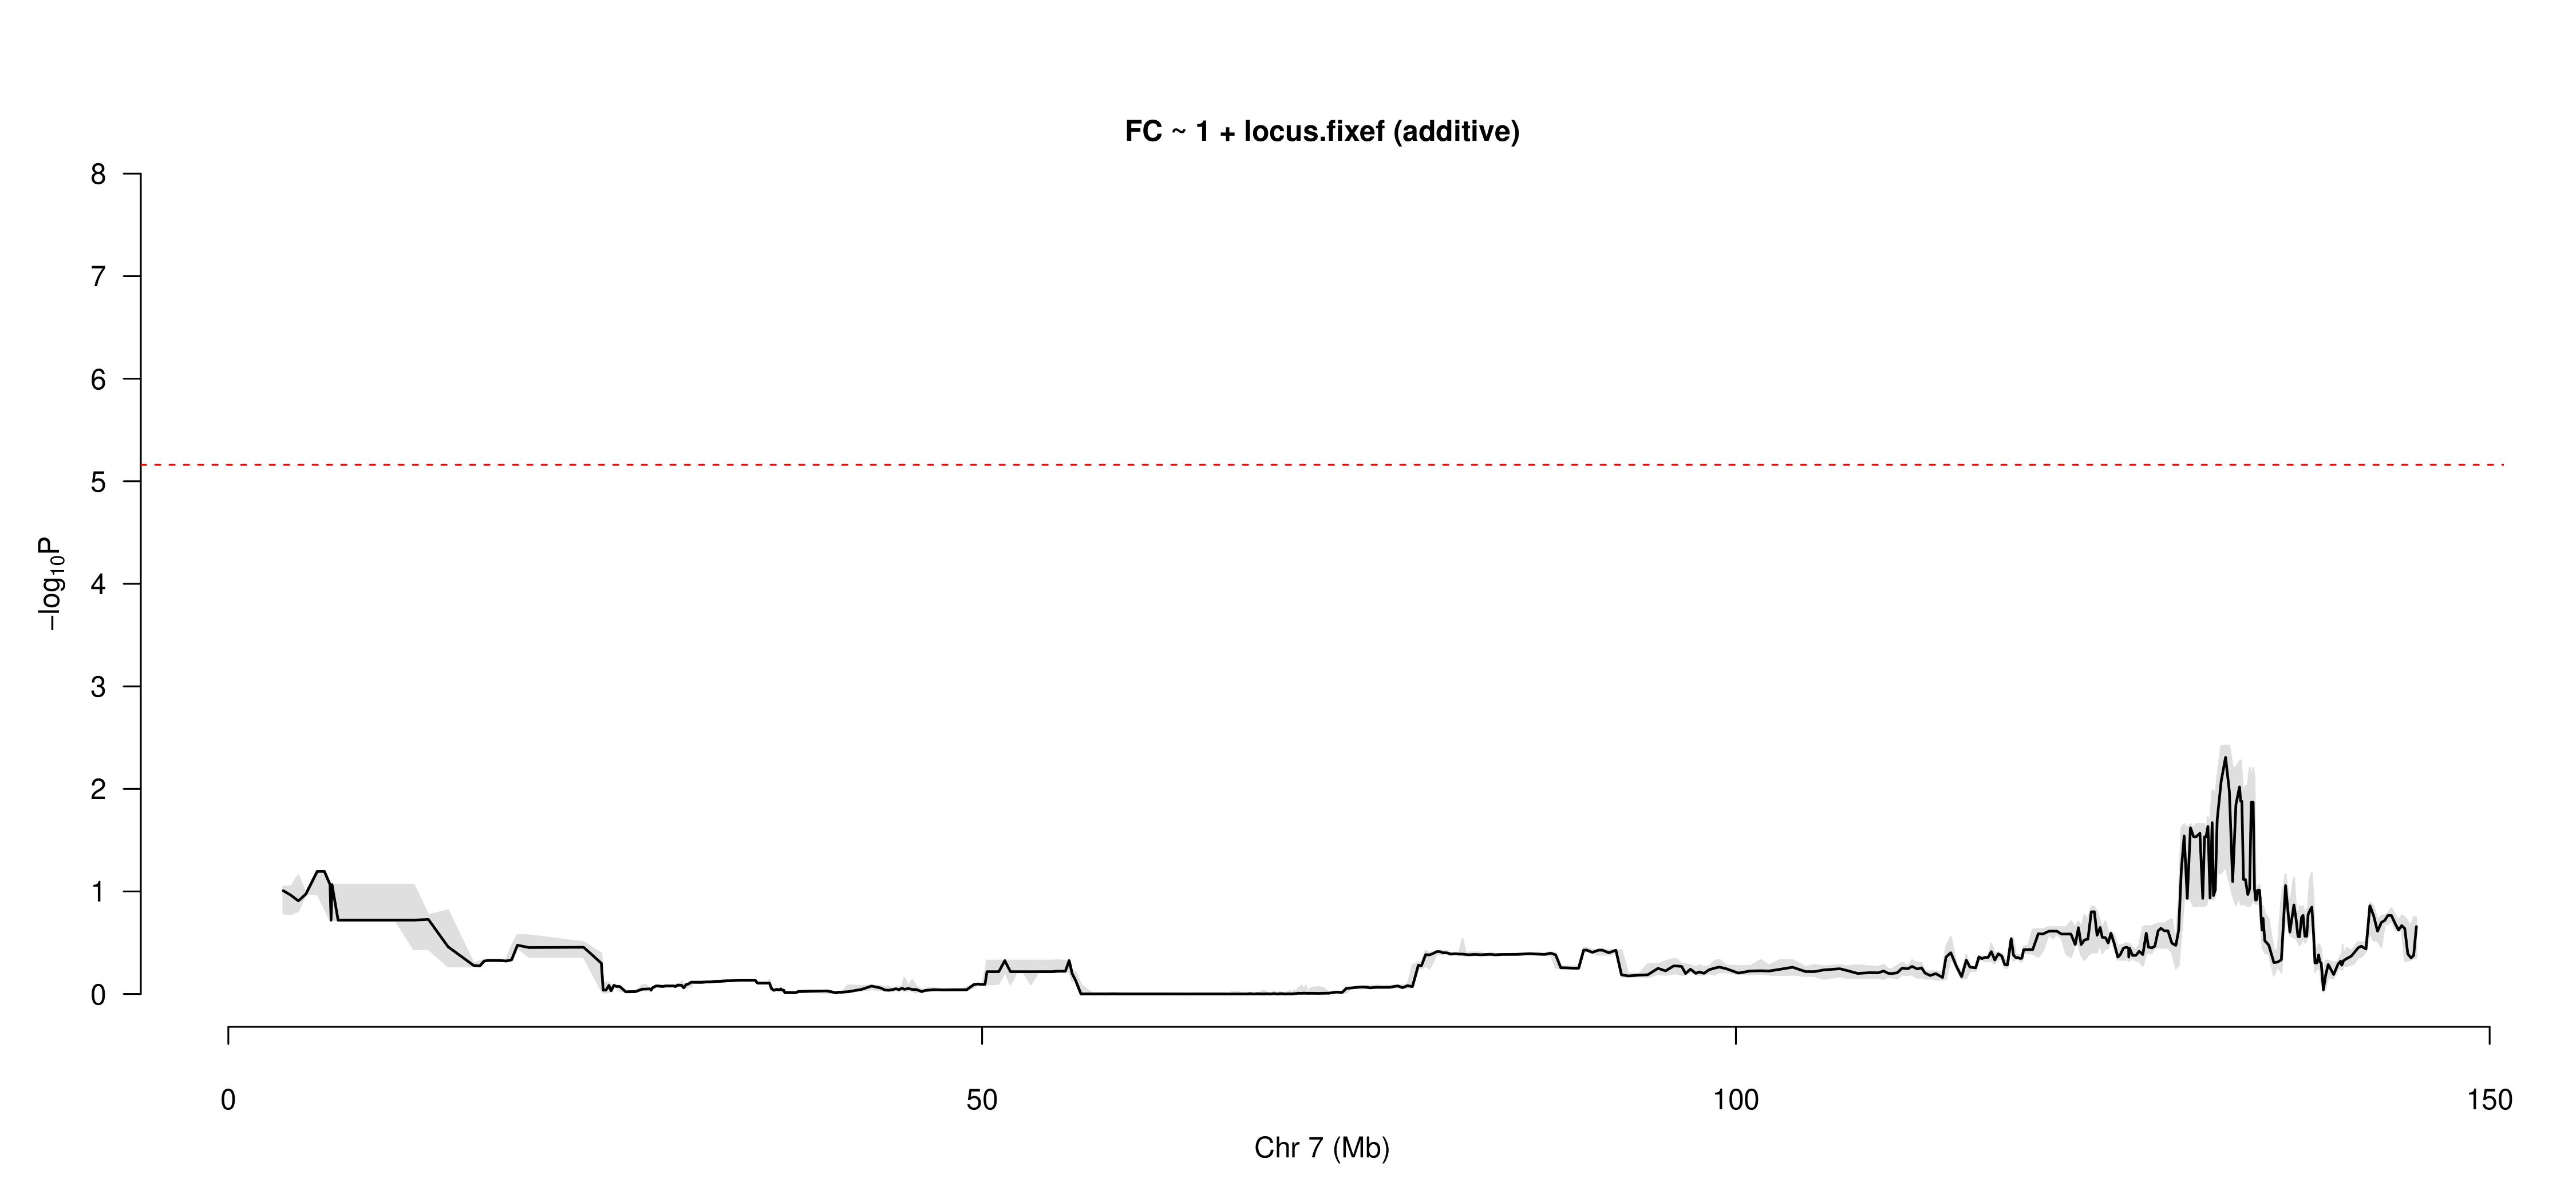 FC ~ 1 + locus.fixef (additive)
8
7
6
5
4
3
2
1
0
−log10P
0 50 100 150
Chr 7 (Mb)